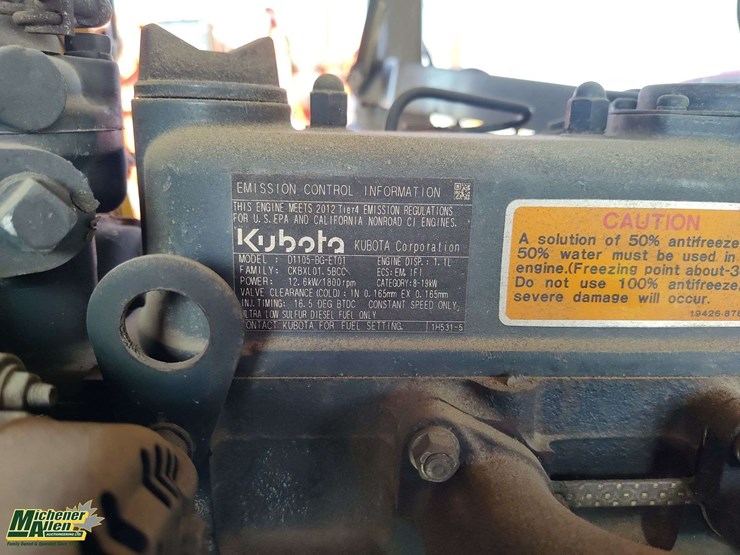 EMISSION CONTROL INFORMATION
THIS ENGINE MEETS 2012 Tier4 EMISSION REGULATIONS
FOR U.S.EPA AND CALIFORNIA NONROAD CI ENGINES.
Kubota KUBOTA Corporation
MODEL : D1105-BG-ET01 ENGINE DISP.: 1.1L
FAMILY: CKBXL01.5BCC ECS:EM, IFI
POWER: 12.6kW/1800rpm CATEGORY:8-19kW
VALVE CLEARANCE(COLD): IN 0.165mm EX 0.165mm
INJ.TIMING: 16.5 DEG BTDC CONSTANT SPEED ONLY
ULTRA LOW SULFUR DIESEL FUEL ONLY
CONTACT KUBOTA FOR FUEL SETTING. 1H531-5
CAUTION
A solution of 50% antifreeze
50% water must be used in
engine.(Freezing point about-3
Do not use 100% antifreeze
severe damage will occur.
19426-876
Michener
Allen
AUCTIONEERING LTD.